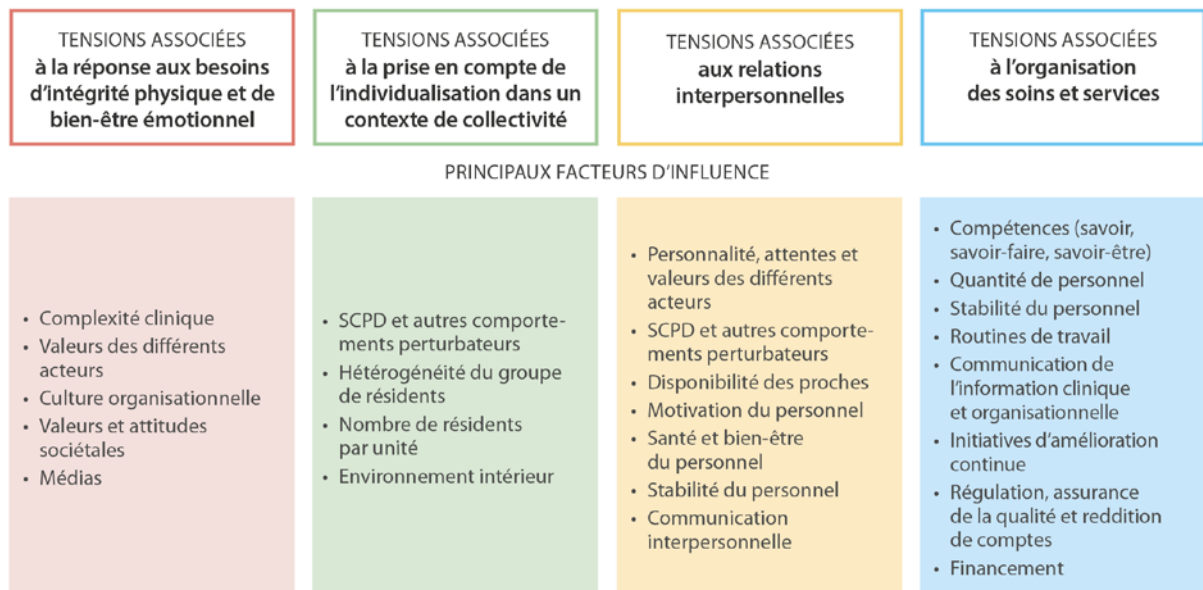 TENSIONS ASSOCIÉES
à la réponse aux besoins
d'intégrité physique et de
bien-être émotionnel
TENSIONS ASSOCIÉES
à la prise en compte de
l'individualisation dans un
contexte de collectivité
TENSIONS ASSOCIÉES
aux relations
interpersonnelles
TENSIONS ASSOCIÉES
à l'organisation
des soins et services
PRINCIPAUX FACTEURS D'INFLUENCE
• Complexité clinique
• Valeurs des différents
acteurs
• Culture organisationnelle
• Valeurs et attitudes
sociétales
• Médias
• SCPD et autres comporte-
ments perturbateurs
• Hétérogénéité du groupe
de résidents
• Nombre de résidents
par unité
• Environnement intérieur
• Personnalité, attentes et
valeurs des différents
acteurs
• SCPD et autres comporte-
ments perturbateurs
• Disponibilité des proches
• Motivation du personnel
• Santé et bien-être
du personnel
• Stabilité du personnel
• Communication
interpersonnelle
• Compétences (savoir,
savoir-faire, savoir-être)
• Quantité de personnel
• Stabilité du personnel
• Routines de travail
• Communication de
l'information clinique
et organisationnelle
• Initiatives d'amélioration
continue
• Régulation, assurance
de la qualité et reddition
de comptes
• Financement